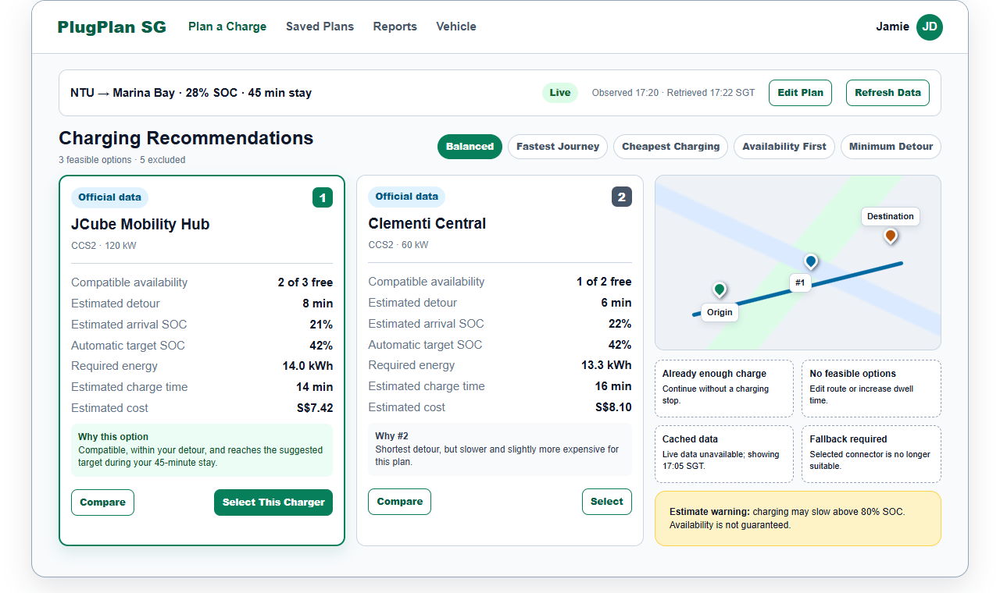 PlugPlan SG
Plan a Charge
Saved Plans
Reports
Vehicle
Jamie
JD
NTU → Marina Bay · 28% SOC · 45 min stay
Live
Observed 17:20 · Retrieved 17:22 SGT
Edit Plan
Refresh Data
Charging Recommendations
3 feasible options · 5 excluded
Balanced
Fastest Journey
Cheapest Charging
Availability First
Minimum Detour
Official data
1
JCube Mobility Hub
CCS2 · 120 kW
Compatible availability 2 of 3 free
Estimated detour 8 min
Estimated arrival SOC 21%
Automatic target SOC 42%
Required energy 14.0 kWh
Estimated charge time 14 min
Estimated cost S$7.42
Why this option
Compatible, within your detour, and reaches the suggested
target during your 45-minute stay.
Compare
Select This Charger
Official data
2
Clementi Central
CCS2 · 60 kW
Compatible availability 1 of 2 free
Estimated detour 6 min
Estimated arrival SOC 22%
Automatic target SOC 42%
Required energy 13.3 kWh
Estimated charge time 16 min
Estimated cost S$8.10
Why #2
Shortest detour, but slower and slightly more expensive for
this plan.
Compare
Select
Destination
#1
Origin
Already enough charge
Continue without a charging
stop.
No feasible options
Edit route or increase dwell
time.
Cached data
Live data unavailable; showing
17:05 SGT.
Fallback required
Selected connector is no longer
suitable.
Estimate warning: charging may slow above 80% SOC.
Availability is not guaranteed.